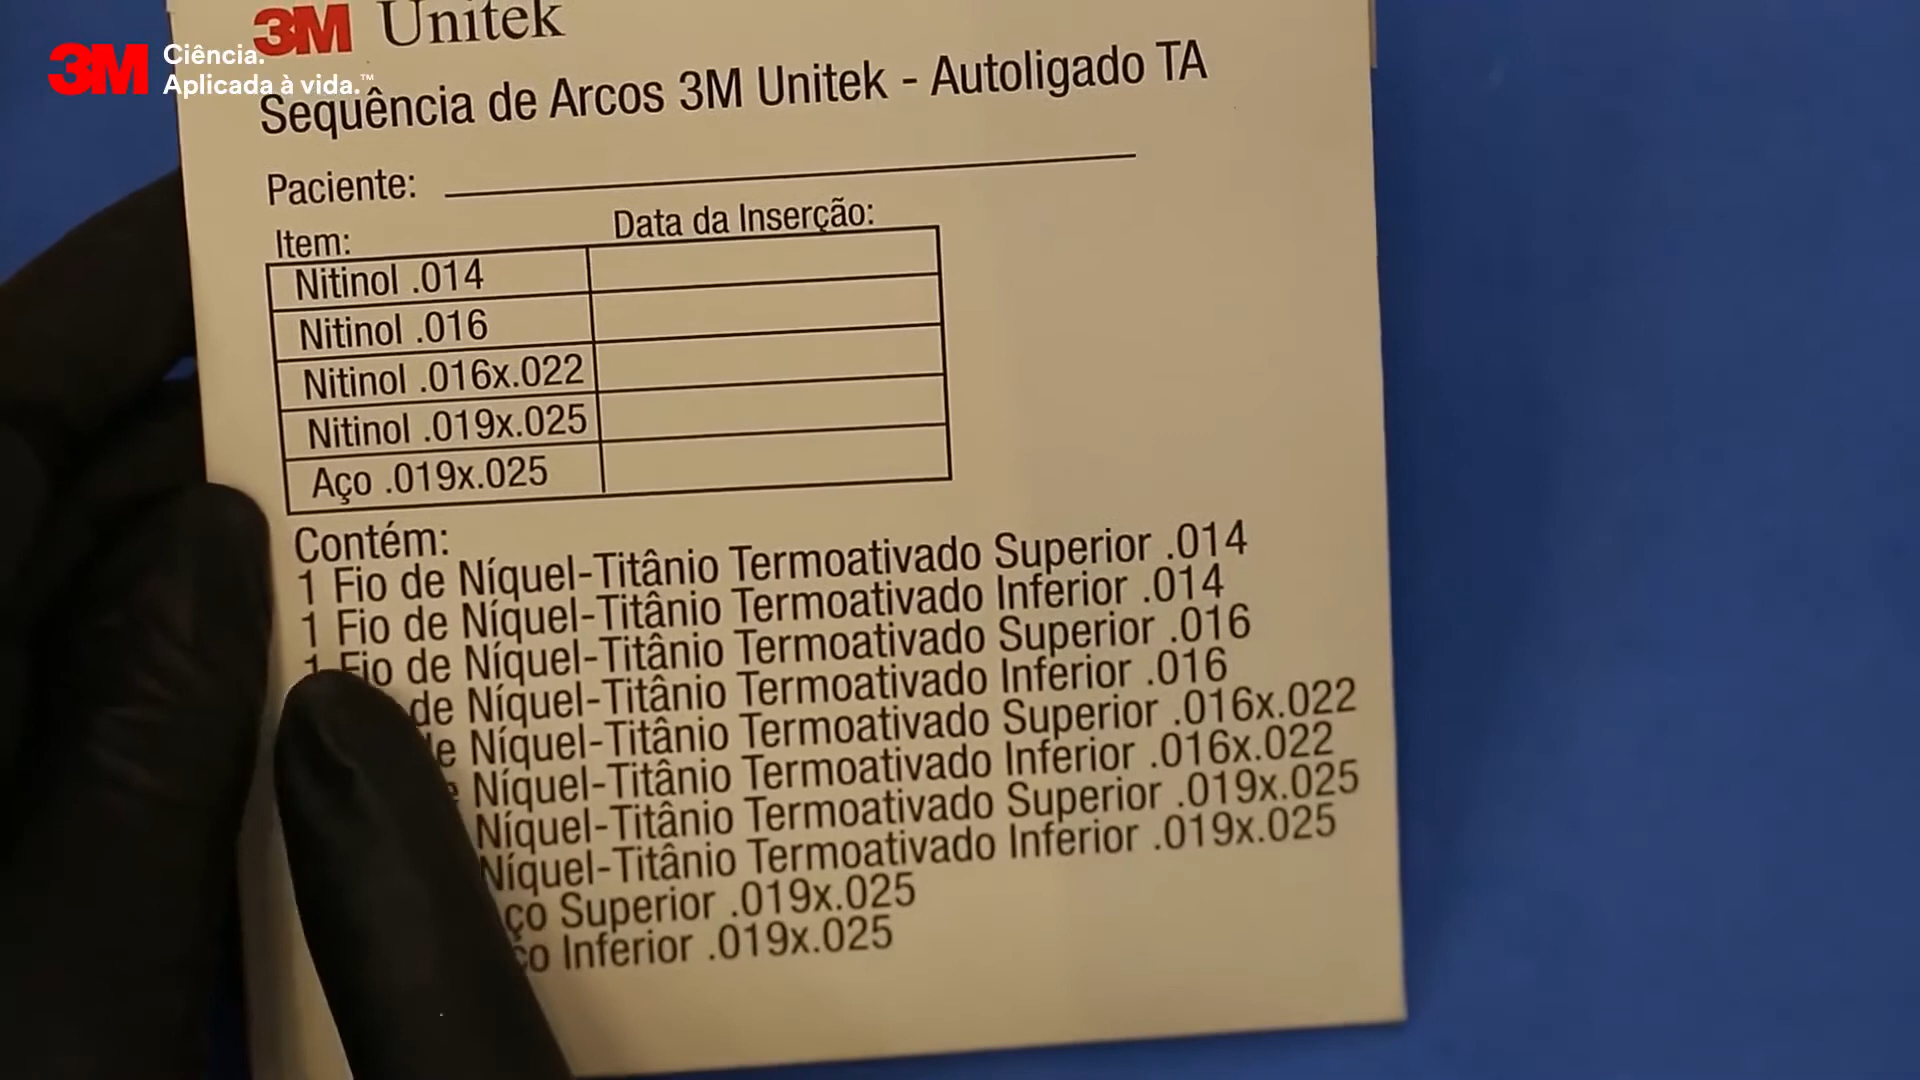 3M Ciência.
Aplicada à vida.™
3M Unitek
Sequência de Arcos 3M Unitek - Autoligado TA
Paciente:
Item: Data da Inserção:
Nitinol .014
Nitinol .016
Nitinol .016x.022
Nitinol .019x.025
Aço .019x.025
Contém:
1 Fio de Níquel-Titânio Termoativado Superior .014
1 Fio de Níquel-Titânio Termoativado Inferior .014
1 Fio de Níquel-Titânio Termoativado Superior .016
de Níquel-Titânio Termoativado Inferior .016
Níquel-Titânio Termoativado Superior .016x.022
Níquel-Titânio Termoativado Inferior .016x.022
Níquel-Titânio Termoativado Superior .019x.025
Níquel-Titânio Termoativado Inferior .019x.025
Superior .019x.025
Inferior .019x.025